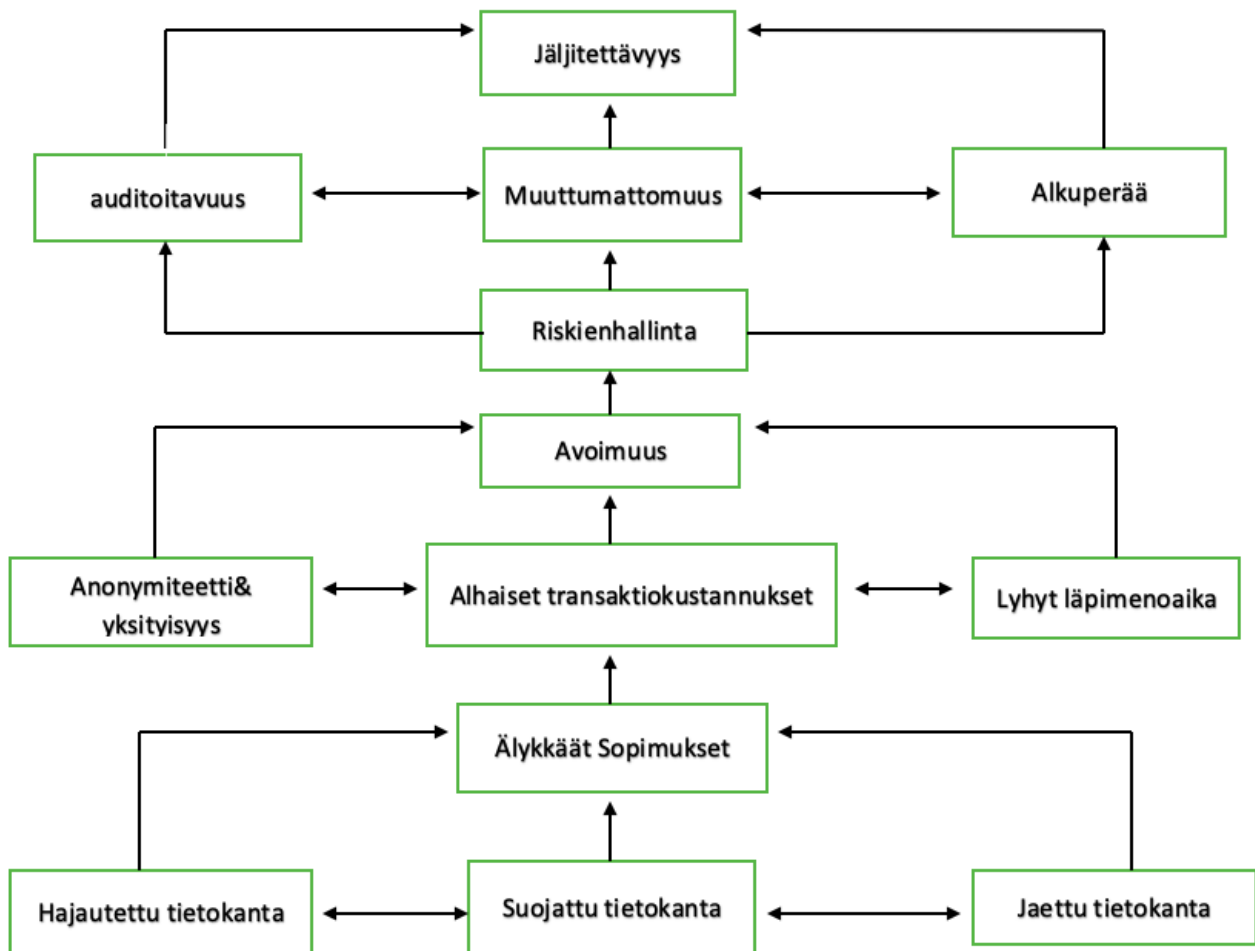 Jäljitettävyys
auditoitavuus
Muuttumattomuus
Alkuperää
Riskienhallinta
Avoimuus
Anonymiteetti&
yksityisyys
Alhaiset transaktiokustannukset
Lyhyt läpimenoaika
Älykkäät Sopimukset
Hajautettu tietokanta
Suojattu tietokanta
Jaettu tietokanta